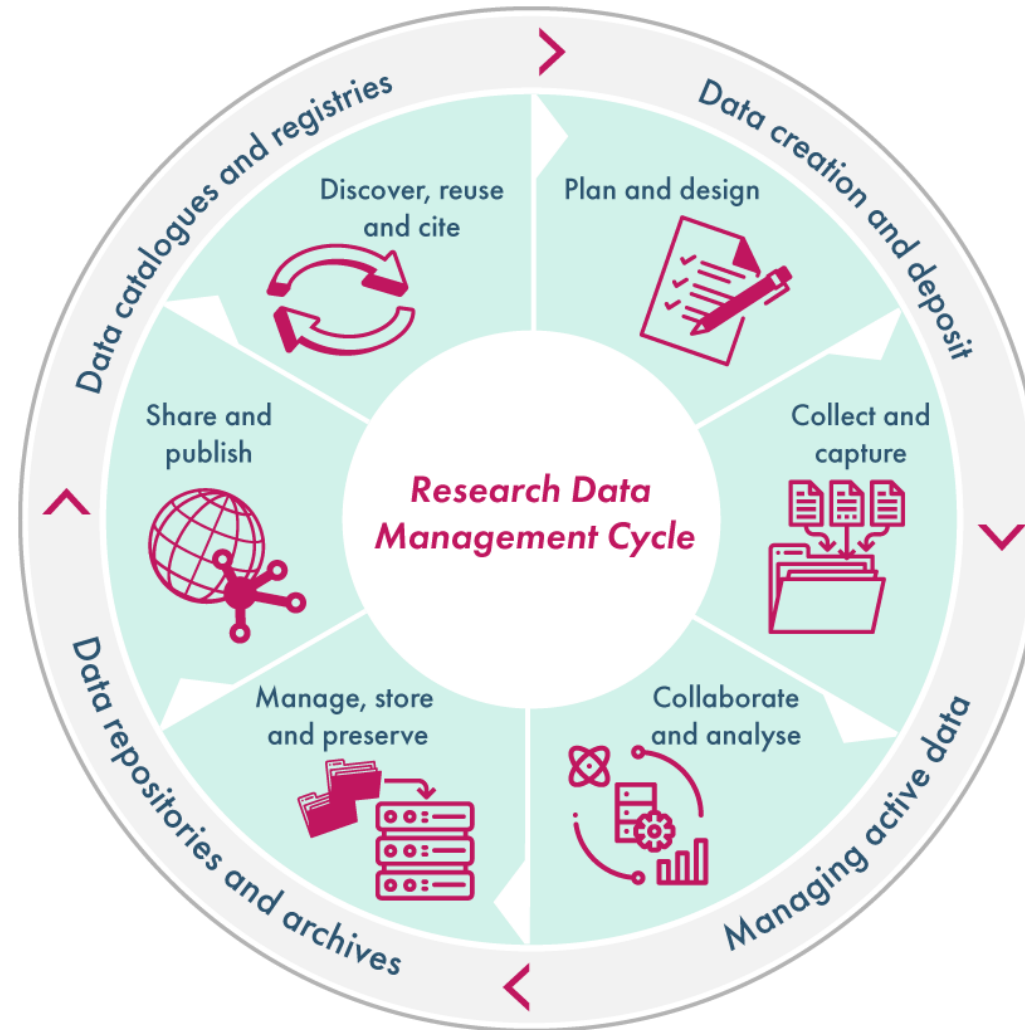 Research Data
Management Cycle
Plan and design
Collect and
capture
Collaborate
and analyse
Manage, store
and preserve
Share and
publish
Discover, reuse
and cite
Data creation and deposit
Managing active data
Data repositories and archives
Data catalogues and registries